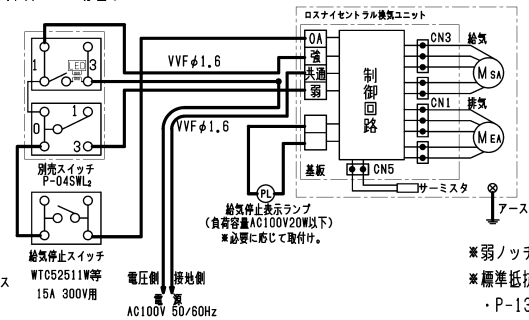 ロスナイセントラル換気ユニット
OA
強
共通
弱
CN3
給気
M SA
制御回路
CN1
排気
M EA
基板
CN5
サーミスタ
アース
LED
1
3
VVFφ1.6
VVFφ1.6
0
1
3
別売スイッチ
P-04SWL₂
PL
給気停止表示ランプ
(負荷容量AC100V20W以下)
※必要に応じて取付け。
給気停止スイッチ
WTC52511W等
15A 300V用
電圧側
接地側
電源
AC100V 50/60Hz
ス
※弱ノッチ
※標準抵抗
・P-13